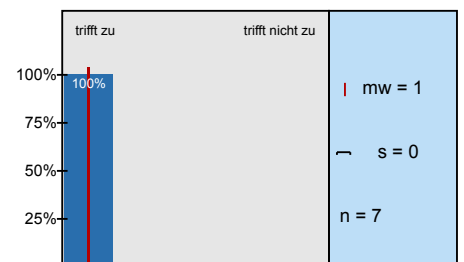 trifft zu trifft nicht zu
100%
100%
75%
50%
25%
mw = 1
s = 0
n = 7